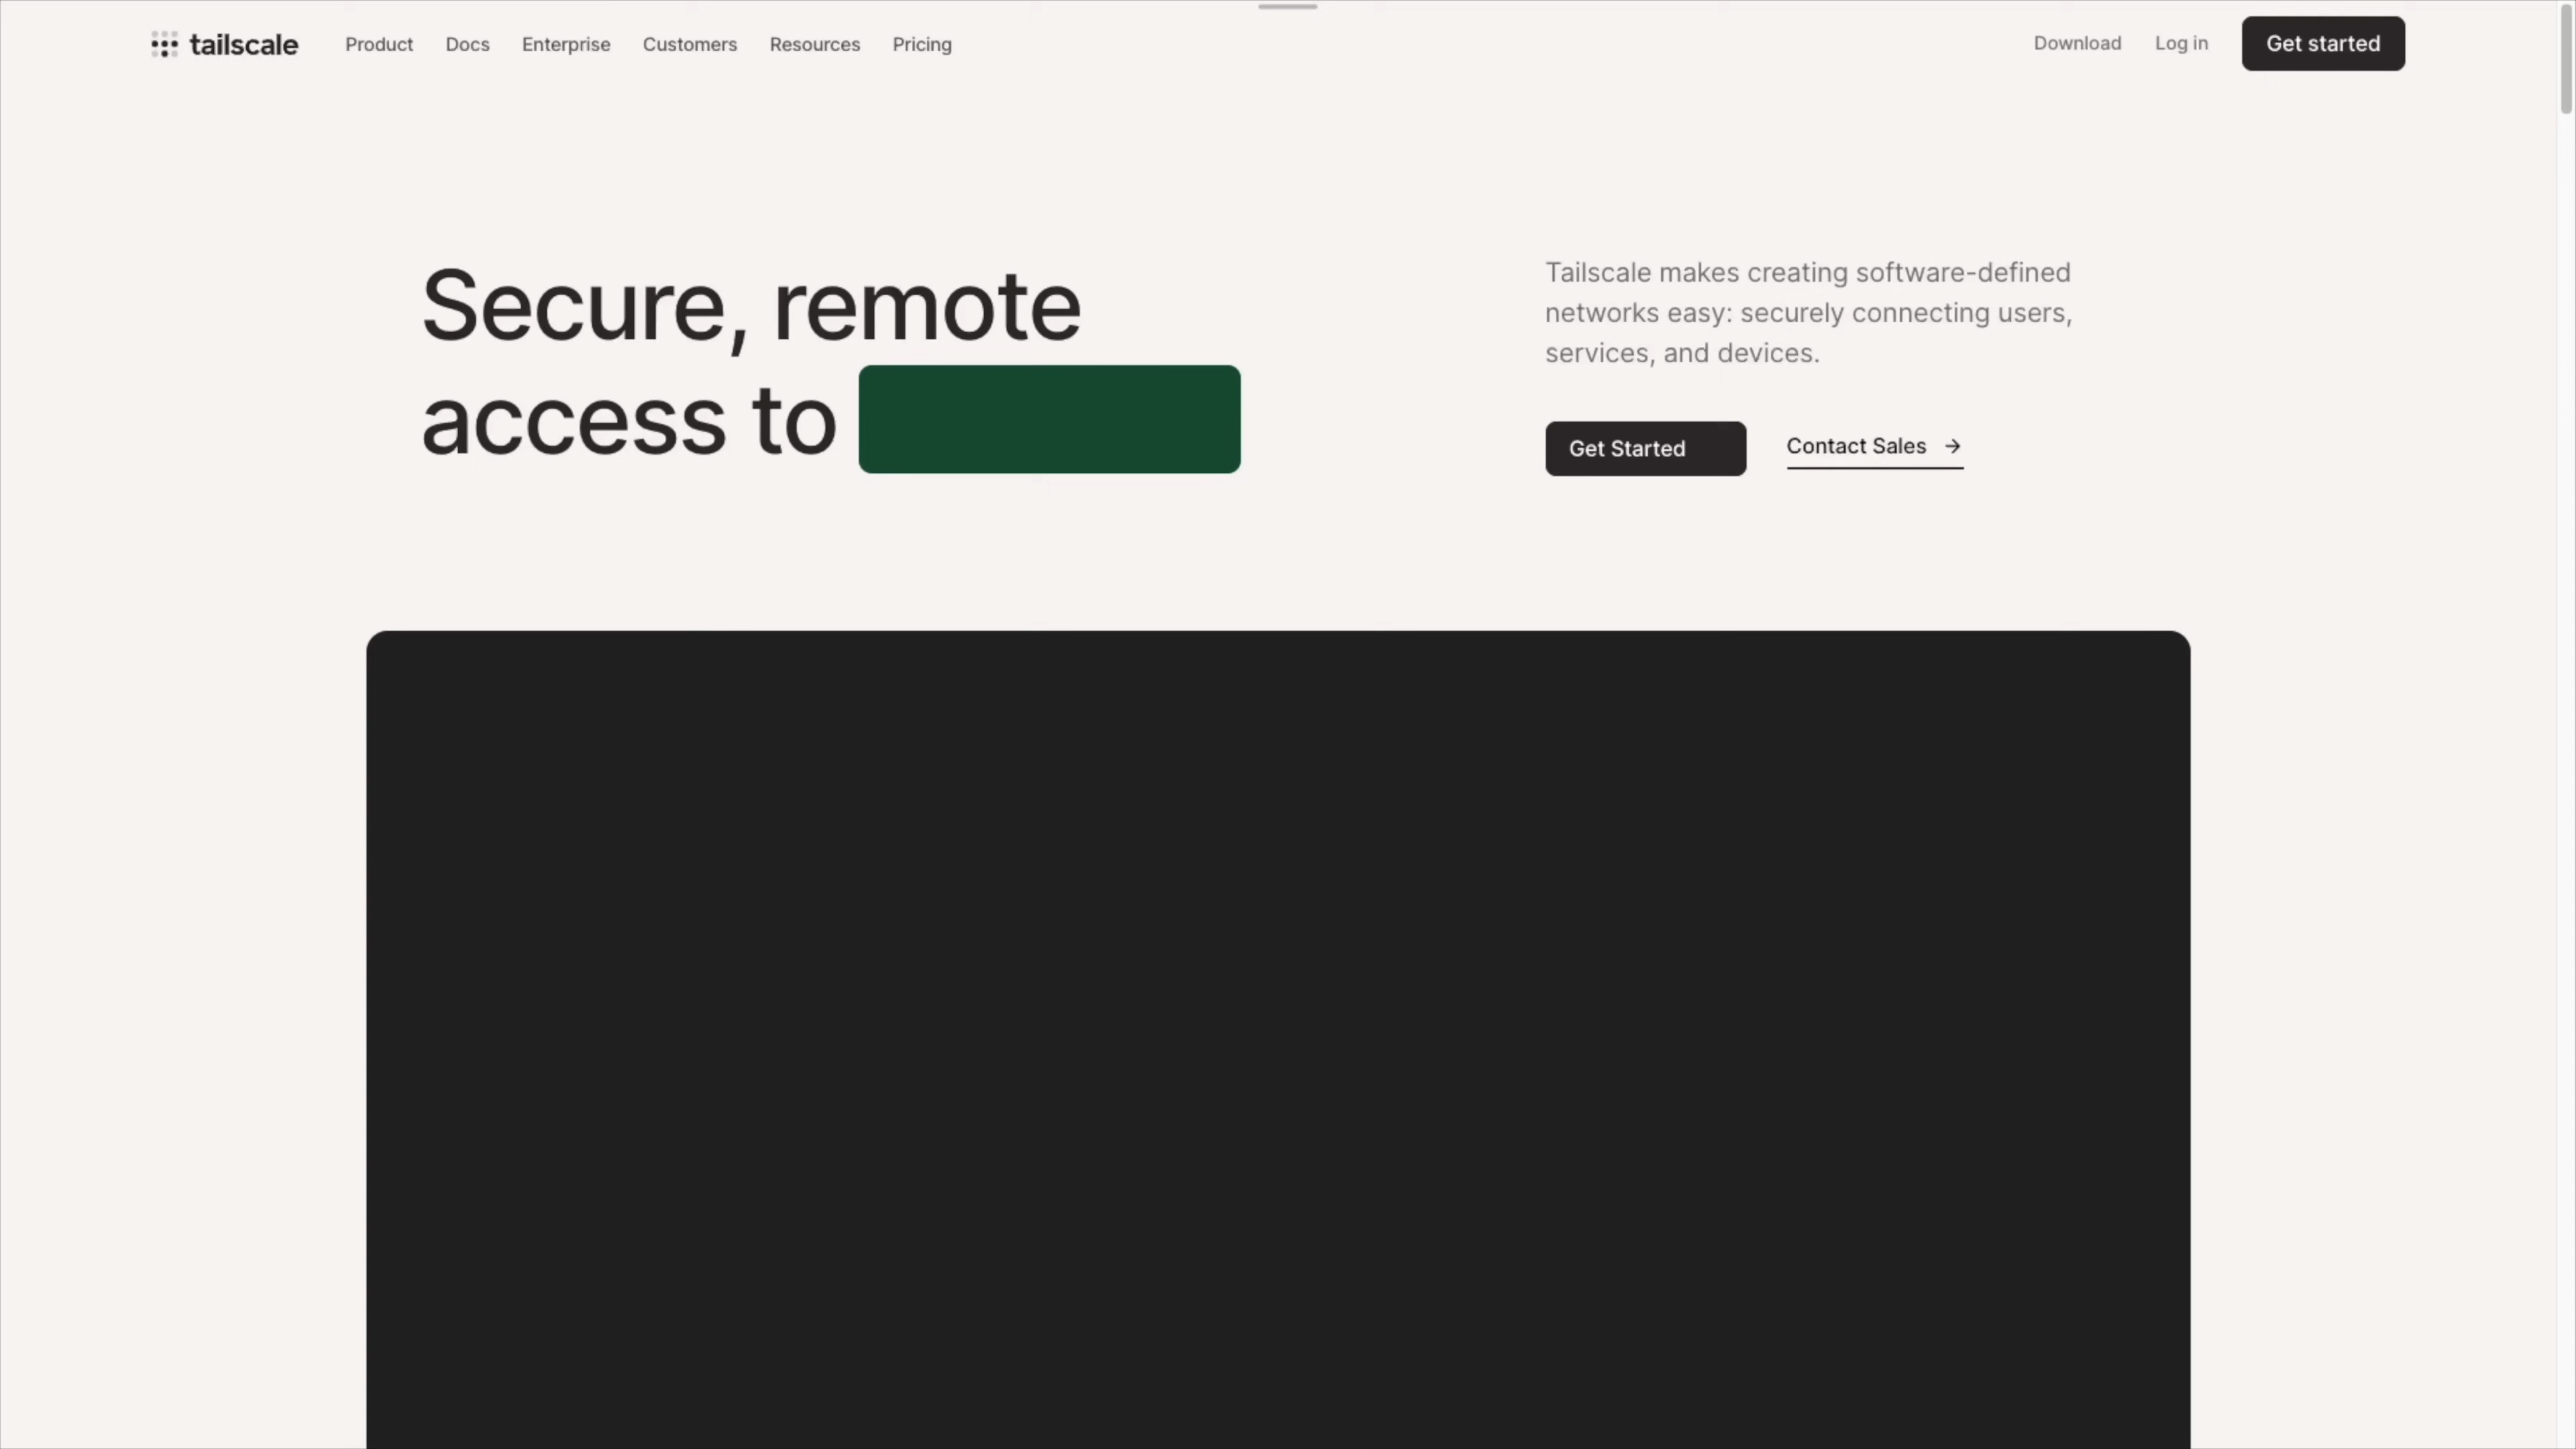 tailscale
Product Docs Enterprise Customers Resources Pricing
Download Log in Get started
Secure, remote
access to
Tailscale makes creating software-defined
networks easy: securely connecting users,
services, and devices.
Get Started
Contact Sales →